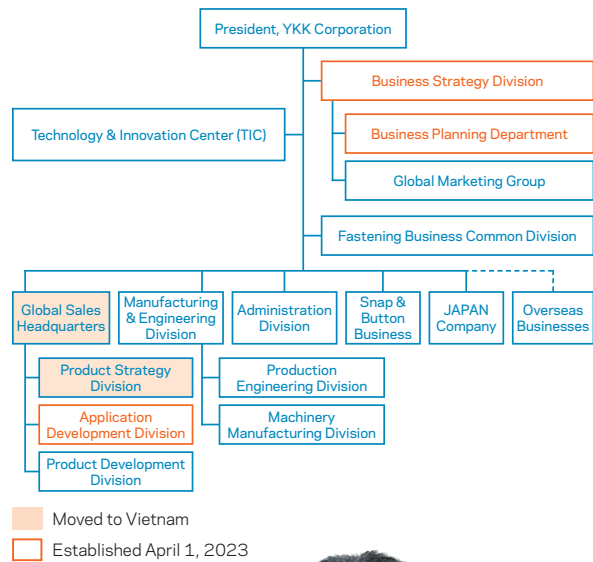 President, YKK Corporation
Business Strategy Division
Technology & Innovation Center (TIC)
Business Planning Department
Global Marketing Group
Fastening Business Common Division
Global Sales
Headquarters
Manufacturing
& Engineering
Division
Administration
Division
Snap &
Button
Business
JAPAN
Company
Overseas
Businesses
Product Strategy
Division
Production
Engineering Division
Application
Development Division
Machinery
Manufacturing Division
Product Development
Division
Moved to Vietnam
Established April 1, 2023